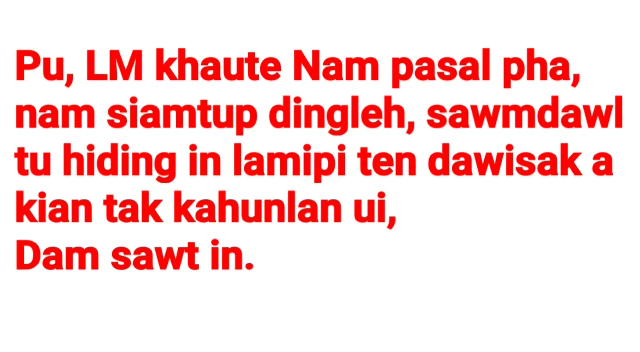 Pu, LM khaute Nam pasal pha,
nam siamtup dingleh, sawmdawl
tu hiding in lamipi ten dawisak a
kian tak kahunlan ui,
Dam sawt in.